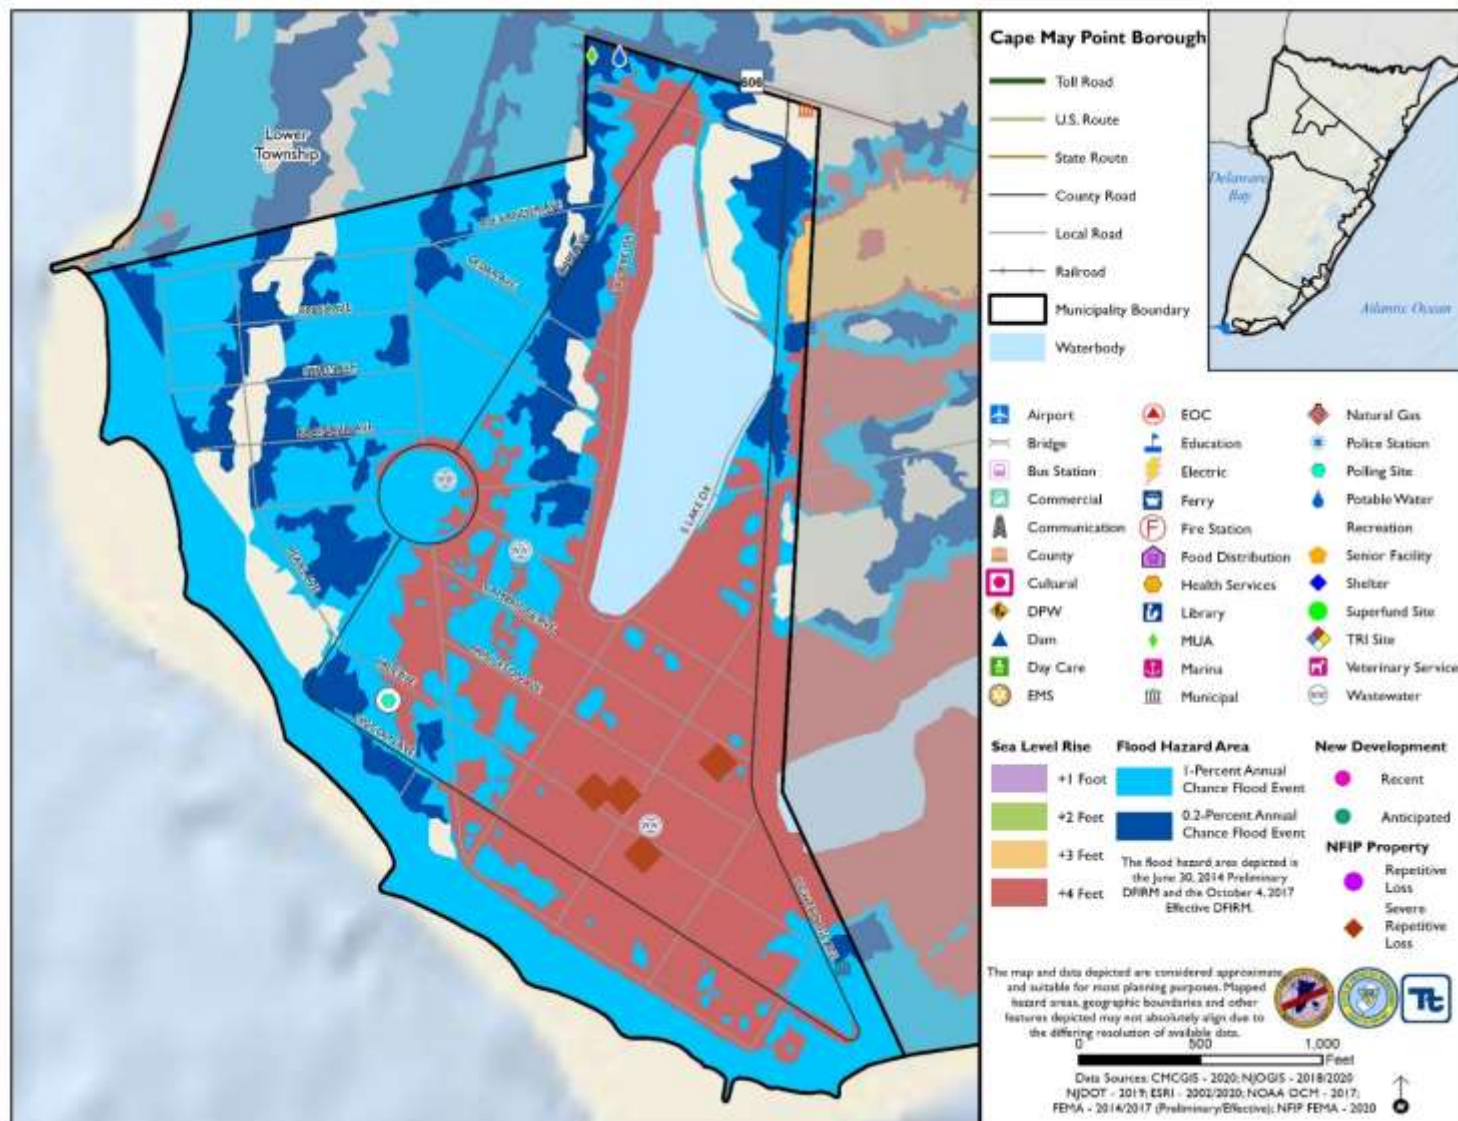 Cape May Point Borough
Toll Road
U.S. Route
State Route
County Road
Local Road
Railroad
Municipality Boundary
Waterbody
Delaware
Bay
Atlantic Ocean
Lower
Township
606
E LAKE DR
Airport
Bridge
Bus Station
Commercial
Communication
County
Cultural
DPW
Dam
Day Care
EMS
EOC
Education
Electric
Ferry
Fire Station
Food Distribution
Health Services
Library
MUA
Marina
Municipal
Natural Gas
Police Station
Polling Site
Potable Water
Recreation
Senior Facility
Shelter
Superfund Site
TRI Site
Veterinary Service
Wastewater
Sea Level Rise
+1 Foot
+2 Feet
+3 Feet
+4 Feet
Flood Hazard Area
1-Percent Annual
Chance Flood Event
0.2-Percent Annual
Chance Flood Event
The flood hazard area depicted is
the June 30, 2014 Preliminary
DFIRM and the October 4, 2017
Effective DFIRM.
New Development
Recent
Anticipated
NFIP Property
Repetitive
Loss
Severe
Repetitive
Loss
The map and data depicted are considered approximate
and suitable for most planning purposes. Mapped
hazard areas, geographic boundaries and other
features depicted may not absolutely align due to
the differing resolution of available data.
Tt
0 500 1,000
Feet
Data Sources: CMCGIS - 2020; NJOGIS - 2018/2020
NJDOT - 2019; ESRI - 2002/2020; NOAA OCM - 2017;
FEMA - 2014/2017 (Preliminary/Effective); NFIP FEMA - 2020